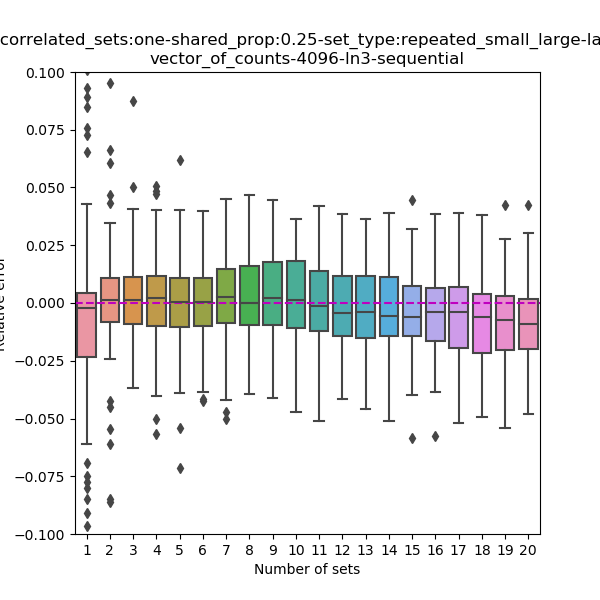 correlated_sets:one-shared_prop:0.25-set_type:repeated_small_large-la
vector_of_counts-4096-ln3-sequential
0.100
0.075
0.050
0.025
0.000
−0.025
−0.050
−0.075
−0.100
Relative error
1 2 3 4 5 6 7 8 9 10 11 12 13 14 15 16 17 18 19 20
Number of sets